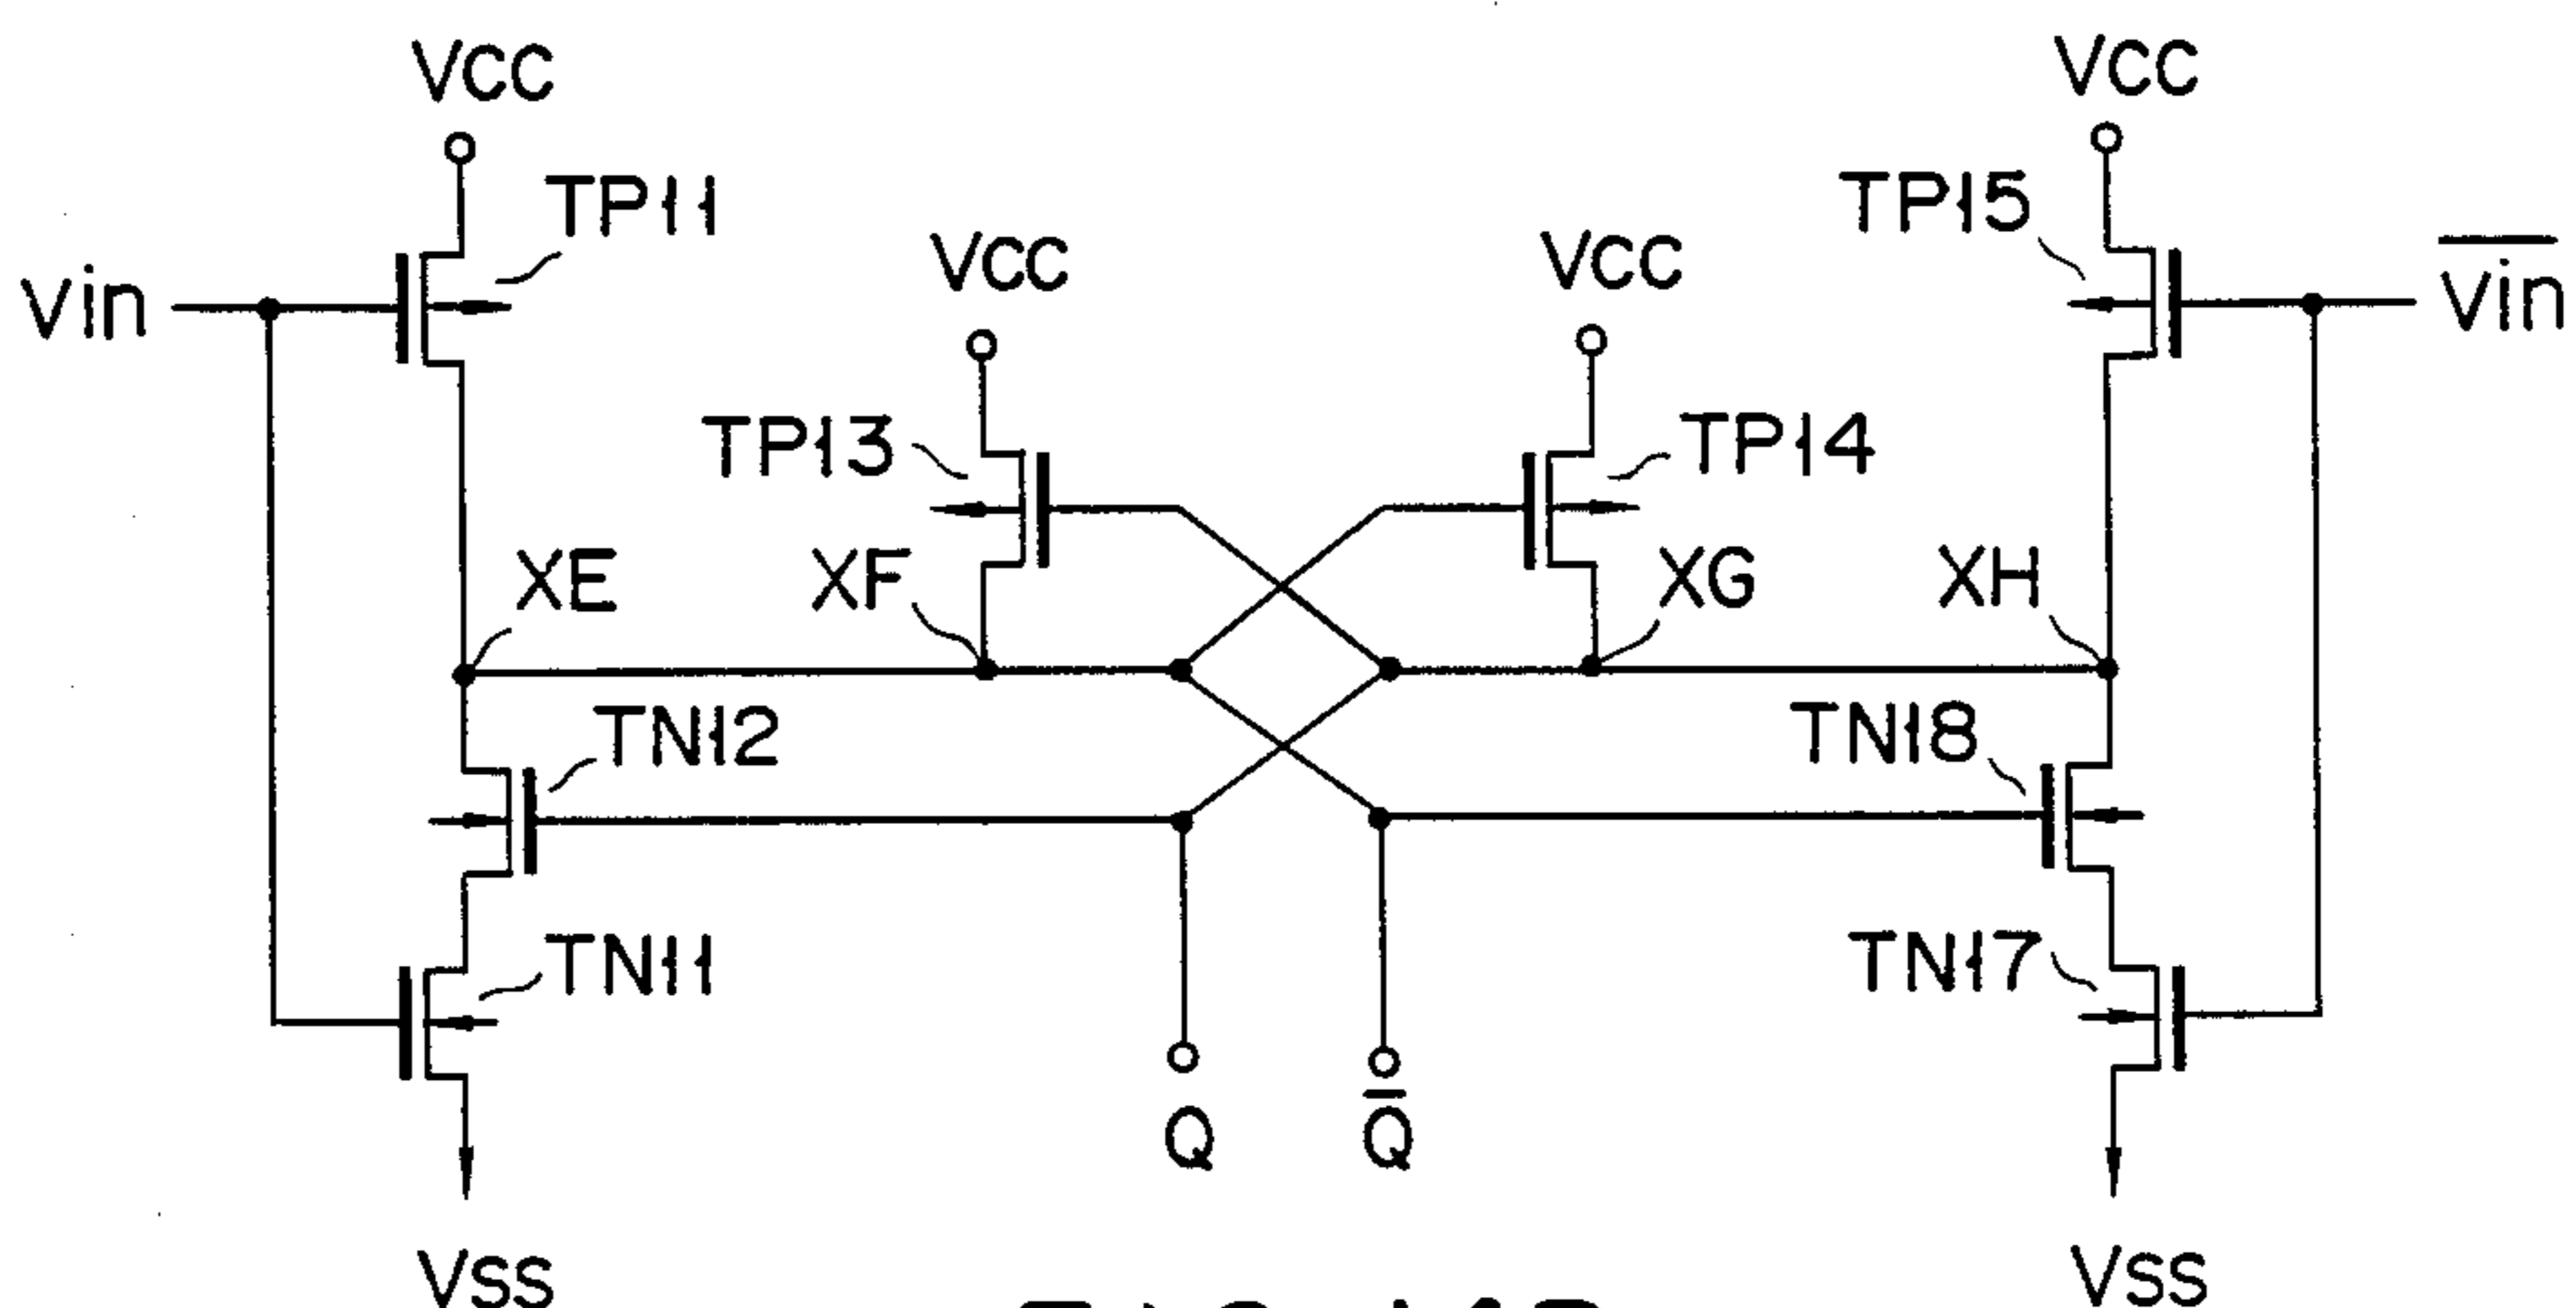 VCC
VCC
TP11
TP15
VCC
VCC
Vin
V̅i̅n̅
TP13
TP14
XE
XF
XG
XH
TN12
TN18
TN11
TN17
Q
Q̅
VSS
VSS